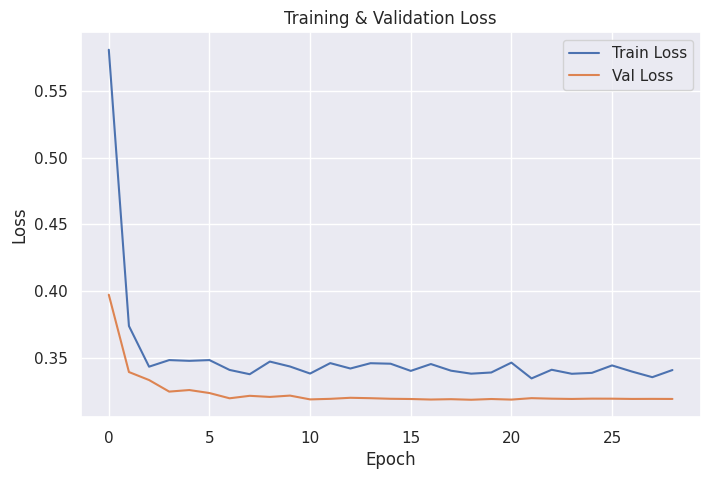 Training & Validation Loss
Train Loss
Val Loss
Loss
0.55
0.50
0.45
0.40
0.35
0 5 10 15 20 25
Epoch